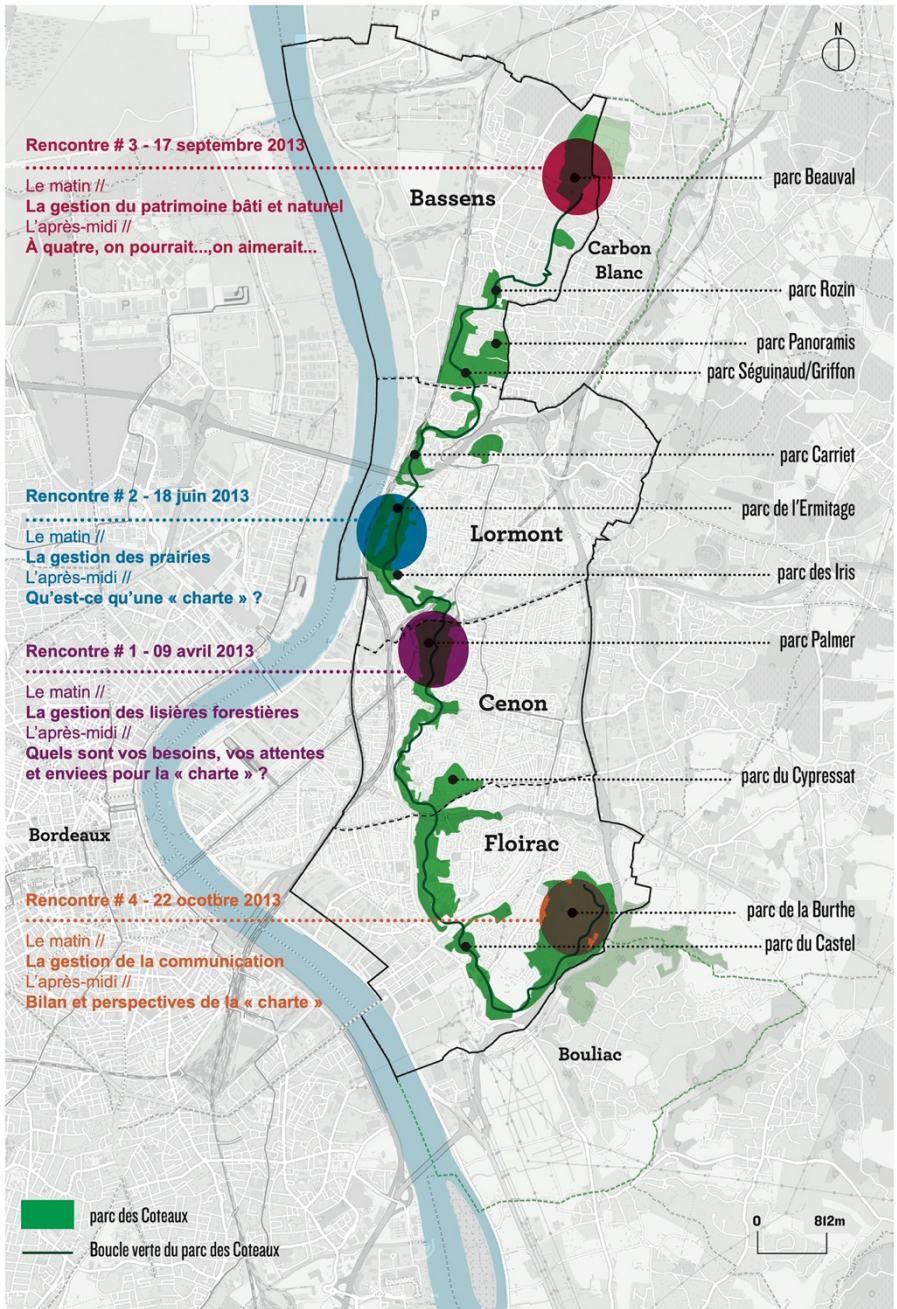 N
Rencontre # 3 - 17 septembre 2013
Le matin //
La gestion du patrimoine bâti et naturel
L'après-midi //
À quatre, on pourrait...,on aimerait...
Bassens
parc Beauval
Carbon
Blanc
parc Rozin
parc Panoramis
parc Séguinaud/Griffon
parc Carriet
Rencontre # 2 - 18 juin 2013
Le matin //
La gestion des prairies
L'après-midi //
Qu'est-ce qu'une « charte » ?
parc de l'Ermitage
Lormont
parc des Iris
parc Palmer
Rencontre # 1 - 09 avril 2013
Le matin //
La gestion des lisières forestières
L'après-midi //
Quels sont vos besoins, vos attentes
et enviees pour la « charte » ?
Cenon
parc du Cypressat
Bordeaux
Floirac
Rencontre # 4 - 22 ocotbre 2013
Le matin //
La gestion de la communication
L'après-midi //
Bilan et perspectives de la « charte »
parc de la Burthe
parc du Castel
Bouliac
parc des Coteaux
Boucle verte du parc des Coteaux
0 812m
P
P